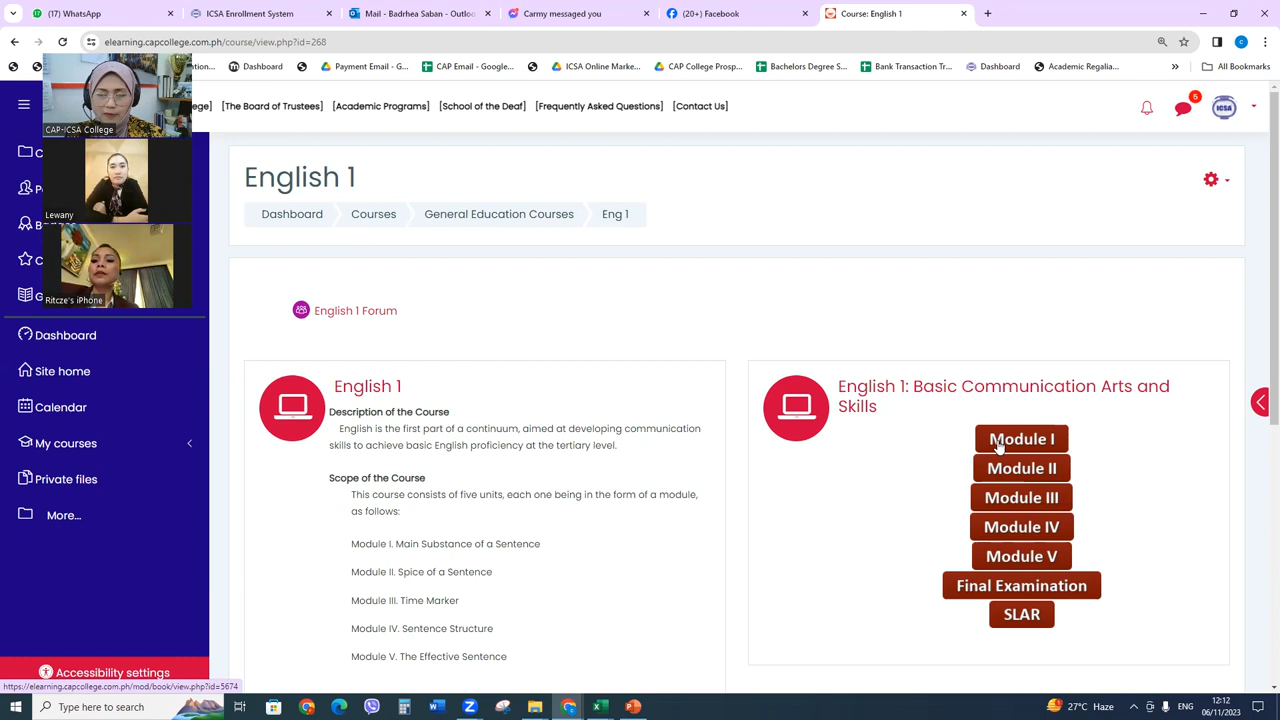 (17)
ICSA Enrollment
Mail - Badrhea Saban - Outlo
Carmy messaged you
(20+) Facebook
Course: English 1
elearning.capcollege.ph/course/view.php?id=268
Dashboard
Payment Email - G...
CAP Email - Google...
ICSA Online Marke...
CAP College Prosp...
Bachelors Degree S...
Bank Transaction Tr...
Dashboard
Academic Regalia...
All Bookmarks
[The Board of Trustees] [Academic Programs] [School of the Deaf] [Frequently Asked Questions] [Contact Us]
5
ICSA
CAP-ICSA College
Lewany
Ritcze's iPhone
Dashboard
Site home
Calendar
My courses
Private files
More...
Accessibility settings
English 1
Dashboard
Courses
General Education Courses
Eng 1
English 1 Forum
English 1
Description of the Course
English is the first part of a continuum, aimed at developing communication
skills to achieve basic English proficiency at the tertiary level.
Scope of the Course
This course consists of five units, each one being in the form of a module,
as follows:
Module I. Main Substance of a Sentence
Module II. Spice of a Sentence
Module III. Time Marker
Module IV. Sentence Structure
Module V. The Effective Sentence
English 1: Basic Communication Arts and
Skills
Module I
Module II
Module III
Module IV
Module V
Final Examination
SLAR
https://elearning.capcollege.ph/mod/book/view.php?id=5674
Type here to search
27°C Haze
ENG
12:12
06/11/2023